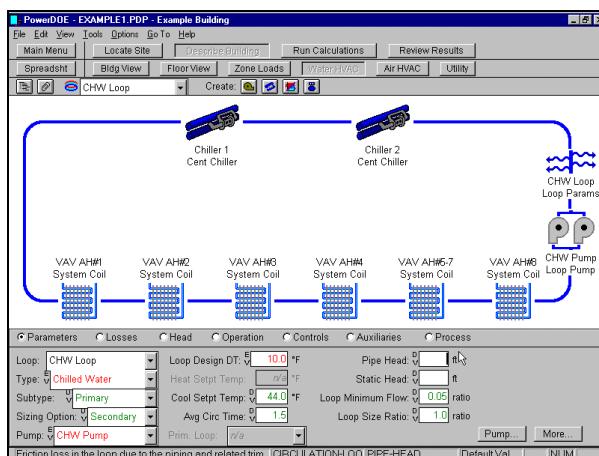 PowerDOE - EXAMPLE1.PDP - Example Building
File Edit View Tools Options Go To Help
Main Menu Locate Site Describe Building Run Calculations Review Results
Spreadsht Bldg View Floor View Zone Loads Water HVAC Air HVAC Utility
CHW Loop Create:
Chiller 1 Chiller 2
Cent Chiller Cent Chiller
CHW Loop
Loop Params
CHW Pump
Loop Pump
VAV AH#1 VAV AH#2 VAV AH#3 VAV AH#4 VAV AH#5-7 VAV AH#8
System Coil System Coil System Coil System Coil System Coil System Coil
Parameters Losses Head Operation Controls Auxiliaries Process
Loop: CHW Loop Loop Design DT: E V 10.0 °F Pipe Head: D V ft
Type: E V Chilled Water Heat Setpt Temp: n/a °F Static Head: D V ft
Subtype: D V Primary Cool Setpt Temp: D V 44.0 °F Loop Minimum Flow: D V 0.05 ratio
Sizing Option: D V Secondary Avg Circ Time: D V 1.5 Loop Size Ratio: D V 1.0 ratio
Pump: E V CHW Pump Prim. Loop: n/a Pump... More...
Friction loss in the loop due to the piping and related trim CIRCULATION-LOO PIPE-HEAD Default Val NUM